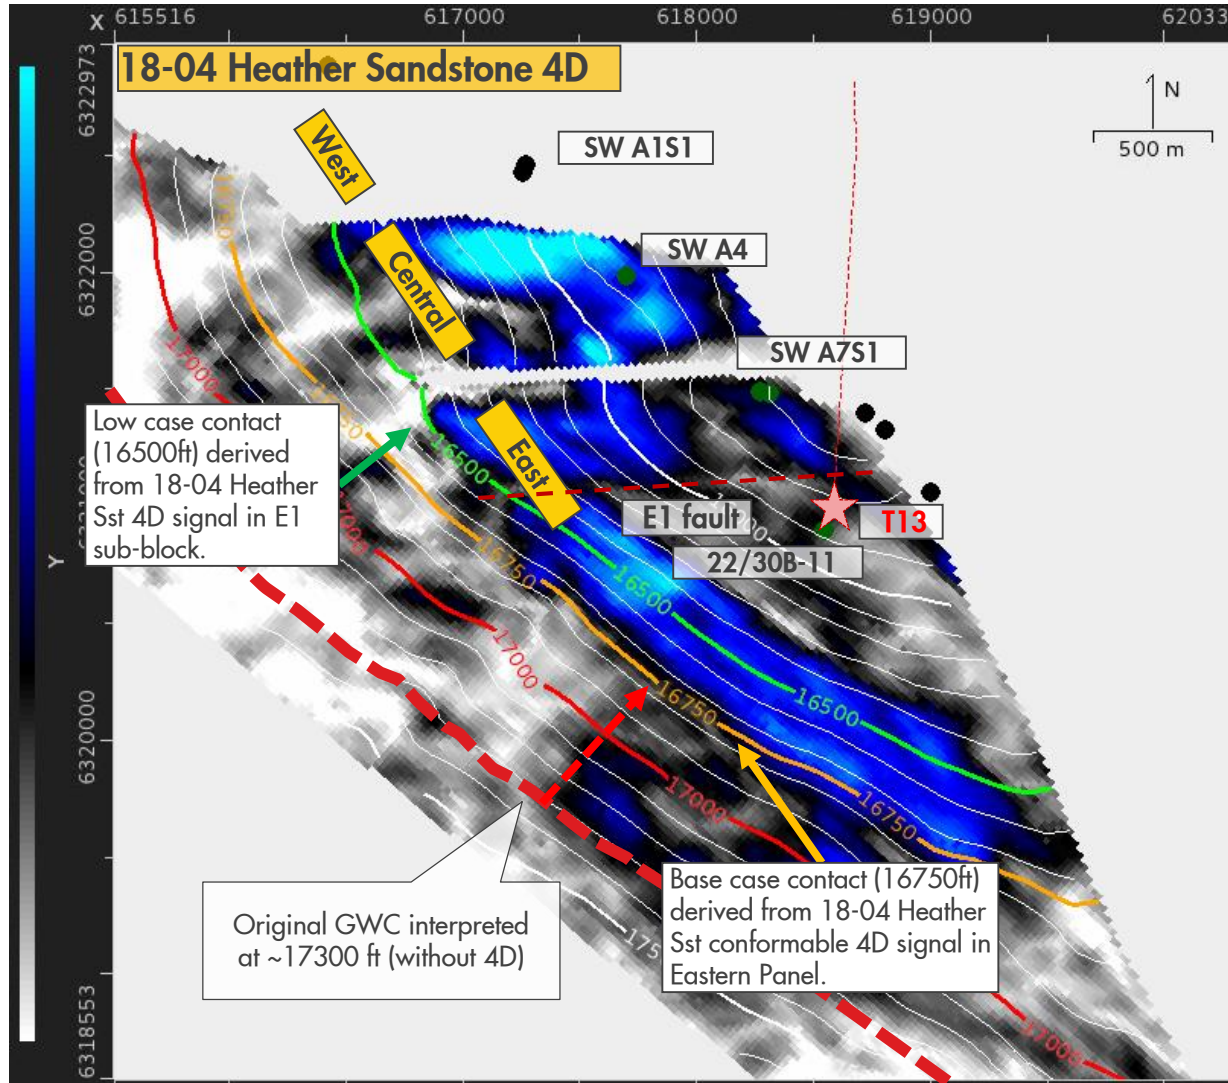 X
615516
617000
618000
619000
62033
6322973
6322000
6320000
6318553
Y
18-04 Heather Sandstone 4D
N
500 m
West
Central
East
SW A1S1
SW A4
SW A7S1
E1 fault
T13
22/30B-11
Low case contact
(16500ft) derived
from 18-04 Heather
Sst 4D signal in E1
sub-block.
Original GWC interpreted
at ~17300 ft (without 4D)
Base case contact (16750ft)
derived from 18-04 Heather
Sst conformable 4D signal in
Eastern Panel.
17000
16500
16750
16500
17000
16750
16500
17000
16750
17000